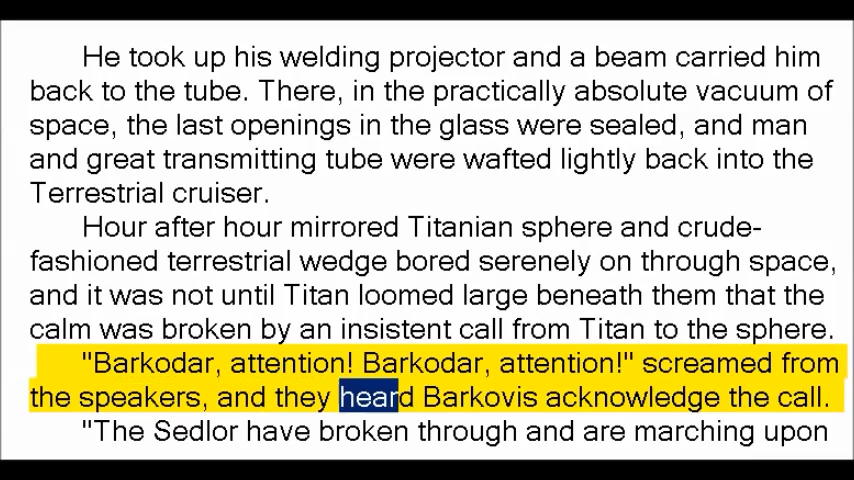 He took up his welding projector and a beam carried him
back to the tube. There, in the practically absolute vacuum of
space, the last openings in the glass were sealed, and man
and great transmitting tube were wafted lightly back into the
Terrestrial cruiser.
Hour after hour mirrored Titanian sphere and crude-
fashioned terrestrial wedge bored serenely on through space,
and it was not until Titan loomed large beneath them that the
calm was broken by an insistent call from Titan to the sphere.
"Barkodar, attention! Barkodar, attention!" screamed from
the speakers, and they heard Barkovis acknowledge the call.
"The Sedlor have broken through and are marching upon